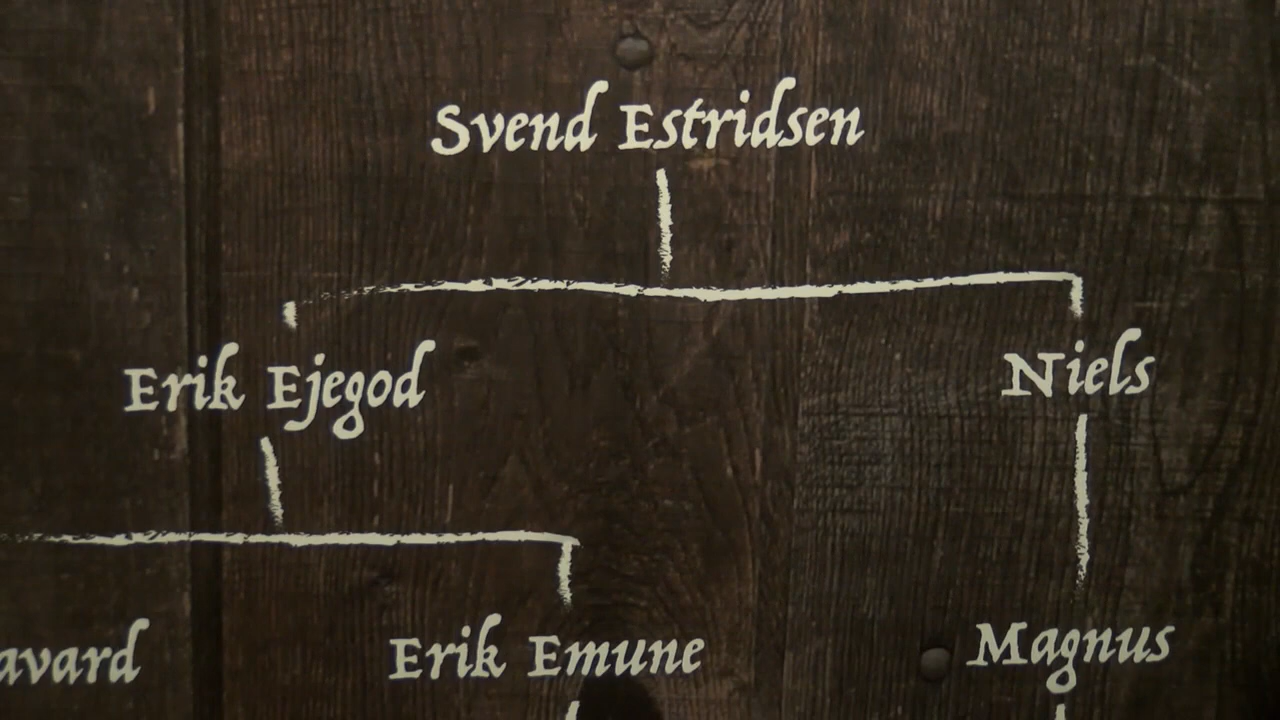 Svend Estridsen
Erik Ejegod
Niels
avard
Erik Emune
Magnus